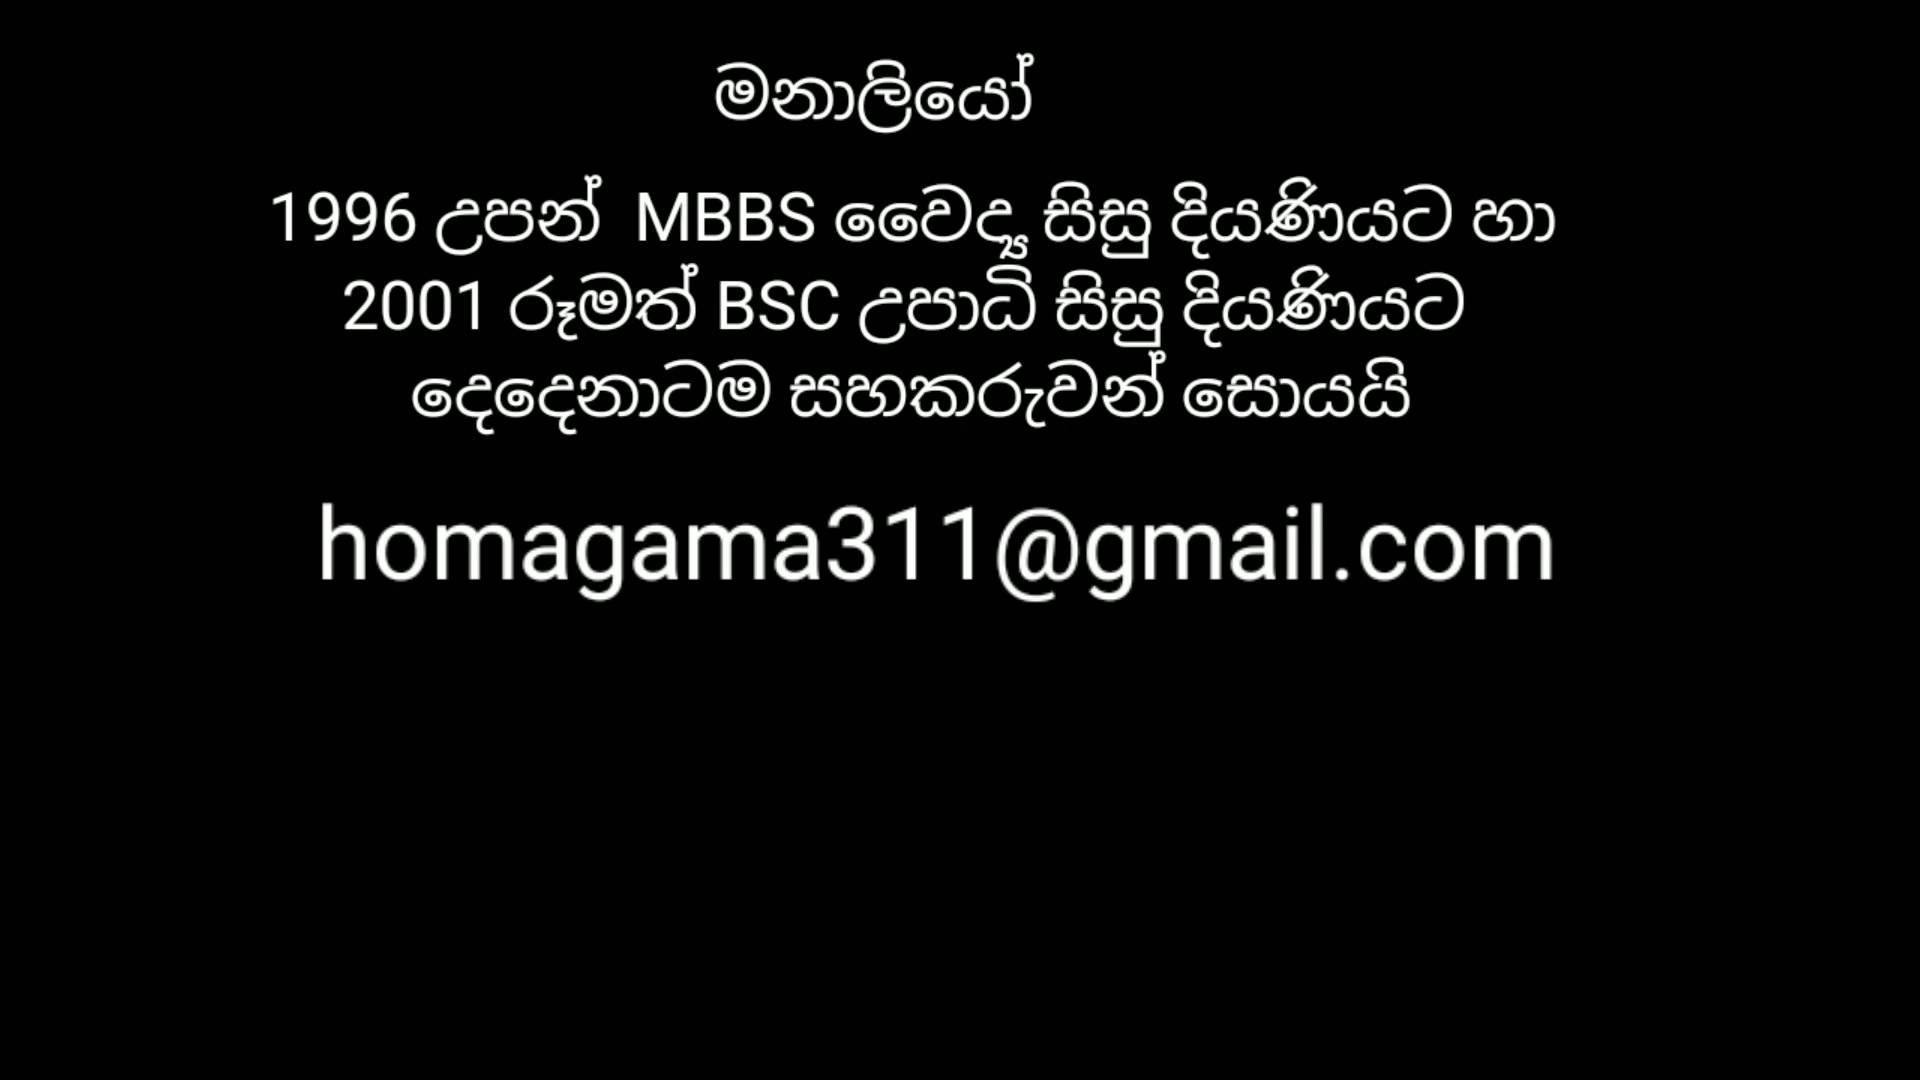 මනාලියෝ
1996 උපන් MBBS වෛද්‍ය සිසු දියණියට හා
2001 රූමත් BSC උපාධි සිසු දියණියට
දෙදෙනාටම සහකරුවන් සොයයි
homagama311@gmail.com